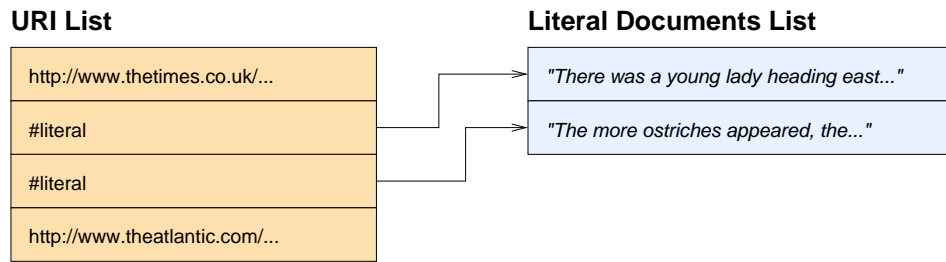 URI List
http://www.thetimes.co.uk/...
#literal
#literal
http://www.theatlantic.com/...
Literal Documents List
"There was a young lady heading east..."
"The more ostriches appeared, the..."